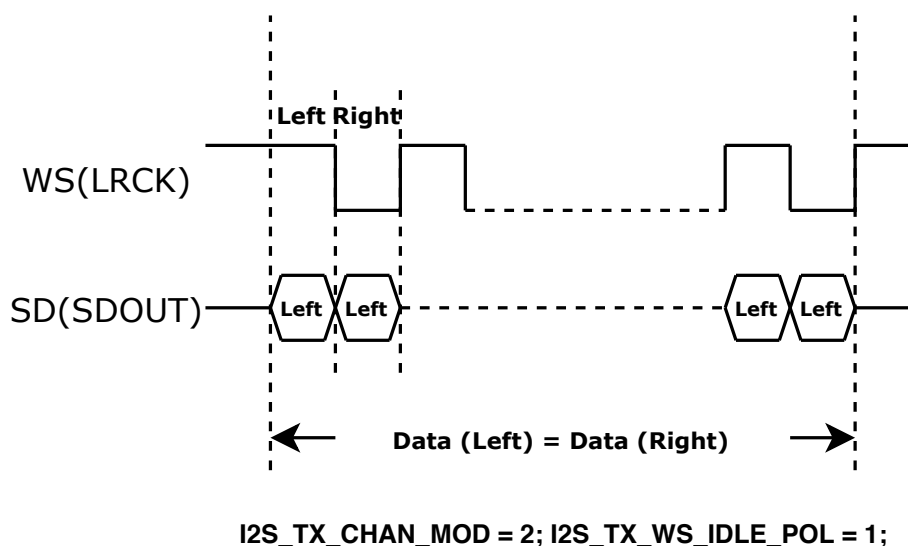 Left Right
WS(LRCK)
SD(SDOUT) Left Left Left Left
Data (Left) = Data (Right)
I2S_TX_CHAN_MOD = 2; I2S_TX_WS_IDLE_POL = 1;